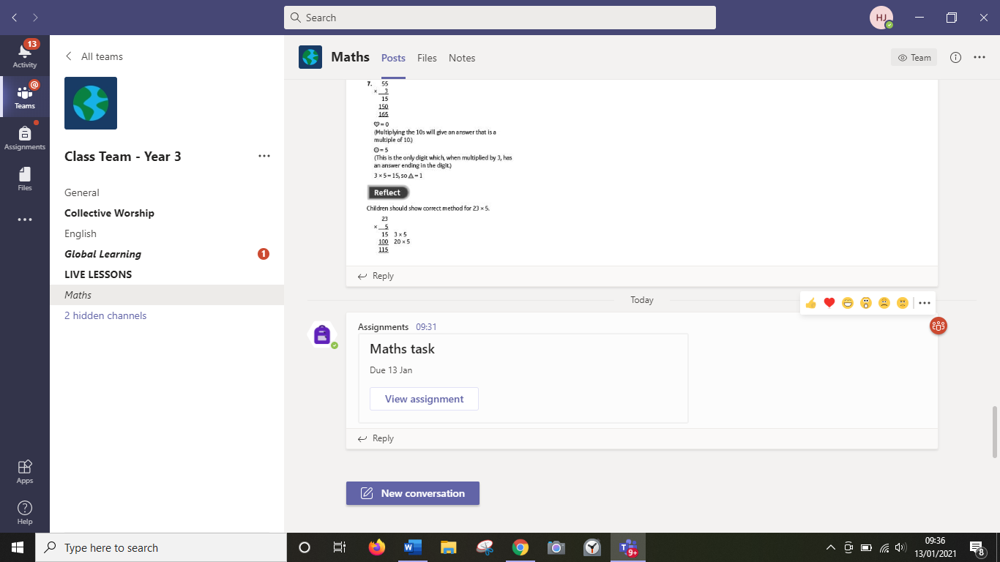 Search
HJ
13
Activity
Teams
Assignments
Files
Apps
Help
All teams
Class Team - Year 3
General
Collective Worship
English
Global Learning 1
LIVE LESSONS
Maths
2 hidden channels
Maths Posts Files Notes Team
7. 55
× 3
15
150
165
♡ = 0
(Multiplying the 10s will give an answer that is a
multiple of 10.)
○ = 5
(This is the only digit which, when multiplied by 3, has
an answer ending in the digit.)
3 × 5 = 15, so △ = 1
Reflect
Children should show correct method for 23 × 5.
23
× 5
15 3 × 5
100 20 × 5
115
Reply
Today
Assignments 09:31
Maths task
Due 13 Jan
View assignment
Reply
New conversation
Type here to search
9+
09:36
13/01/2021
8